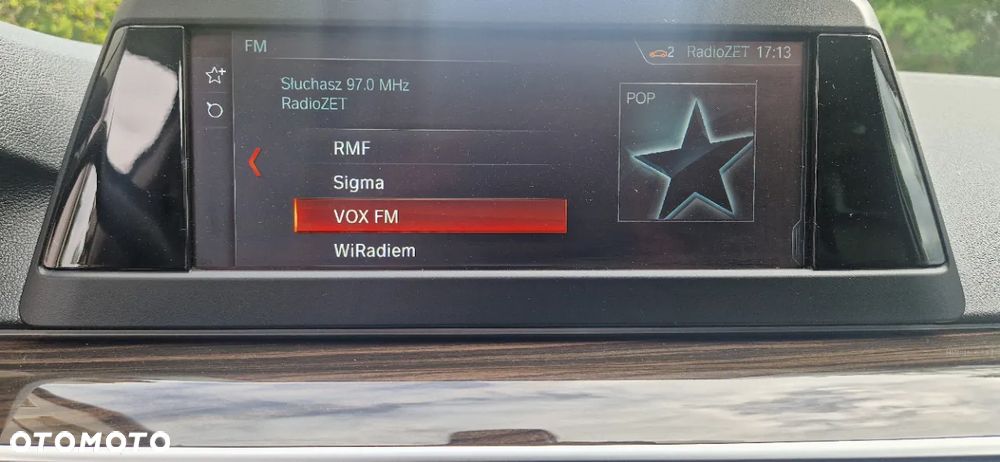 FM
2 RadioZET 17:13
Słuchasz 97.0 MHz
RadioZET
POP
RMF
Sigma
VOX FM
WiRadiem
OTOMOTO